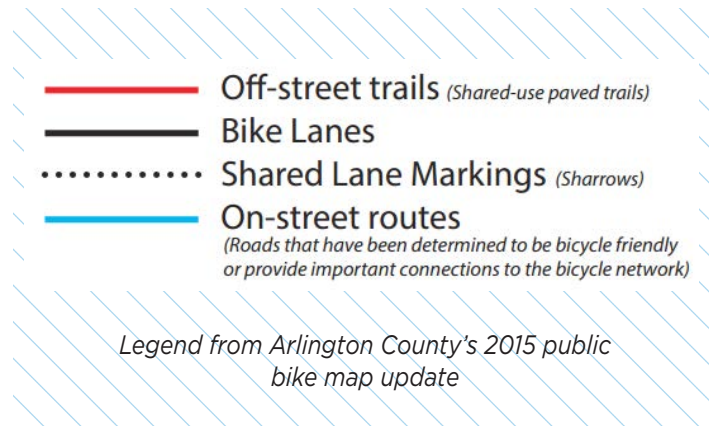 Off-street trails (Shared-use paved trails)
Bike Lanes
Shared Lane Markings (Sharrows)
On-street routes
(Roads that have been determined to be bicycle friendly
or provide important connections to the bicycle network)
Legend from Arlington County’s 2015 public
bike map update